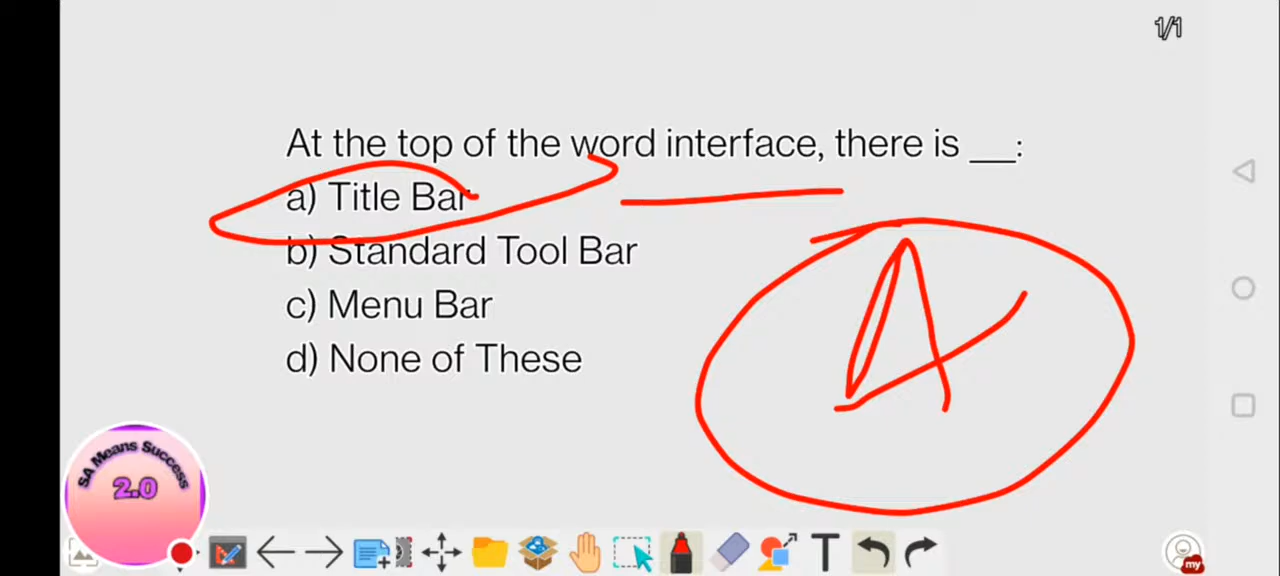 1/1
At the top of the word interface, there is ___:
a) Title Bar
b) Standard Tool Bar
c) Menu Bar
d) None of These
A
SA Means Success
2.0
T
my